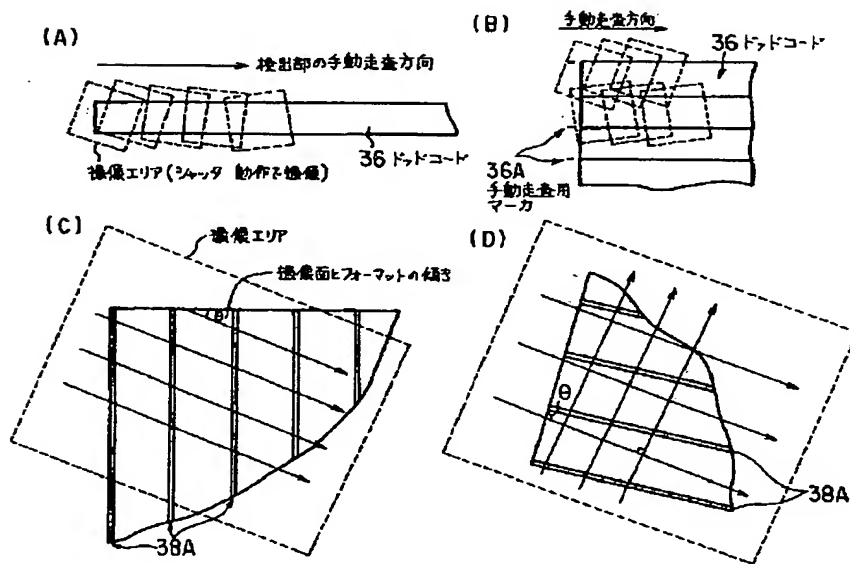 (A)
検出部の手動走査方向
36 ドットコード
撮像エリア(シャッタ 動作で撮像)
(B)
手動走査方向
36 ドットコード
36A
手動走査用
マーカ
(C)
撮像エリア
撮像面とフォーマットの傾き
θ
38A
(D)
θ
38A